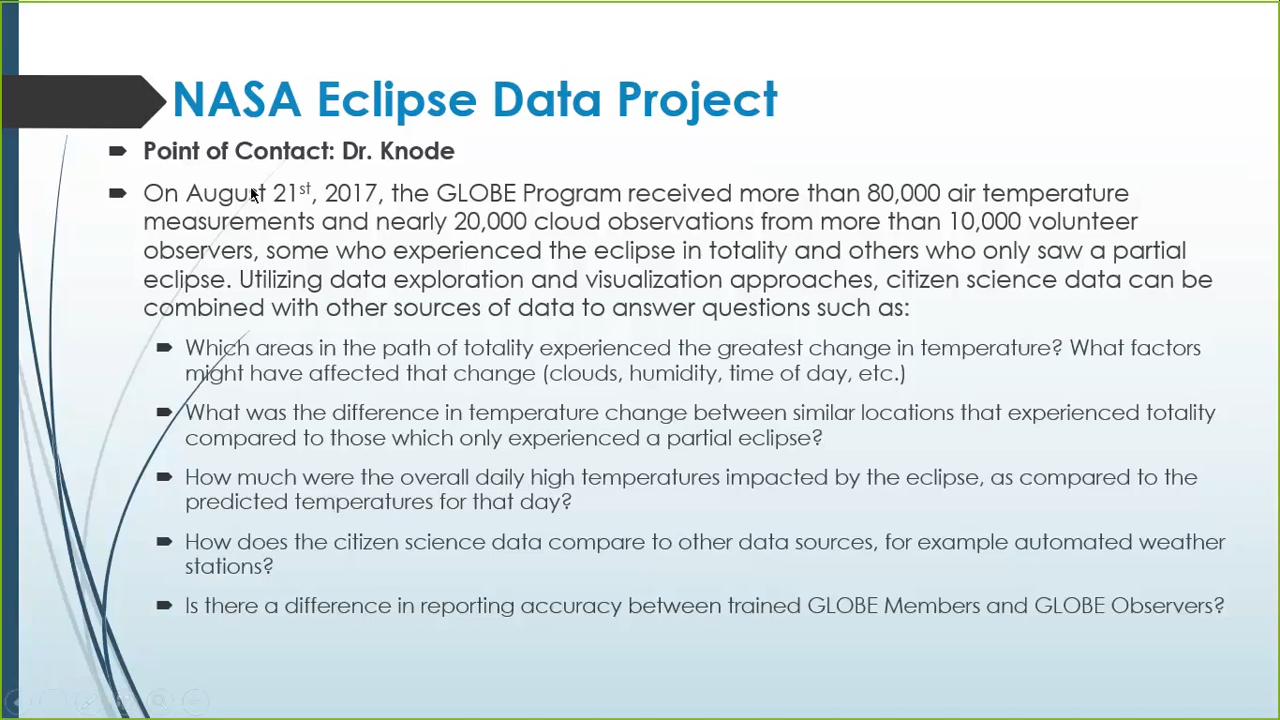 NASA Eclipse Data Project
Point of Contact: Dr. Knode
On August 21st, 2017, the GLOBE Program received more than 80,000 air temperature
measurements and nearly 20,000 cloud observations from more than 10,000 volunteer
observers, some who experienced the eclipse in totality and others who only saw a partial
eclipse. Utilizing data exploration and visualization approaches, citizen science data can be
combined with other sources of data to answer questions such as:
Which areas in the path of totality experienced the greatest change in temperature? What factors
might have affected that change (clouds, humidity, time of day, etc.)
What was the difference in temperature change between similar locations that experienced totality
compared to those which only experienced a partial eclipse?
How much were the overall daily high temperatures impacted by the eclipse, as compared to the
predicted temperatures for that day?
How does the citizen science data compare to other data sources, for example automated weather
stations?
Is there a difference in reporting accuracy between trained GLOBE Members and GLOBE Observers?